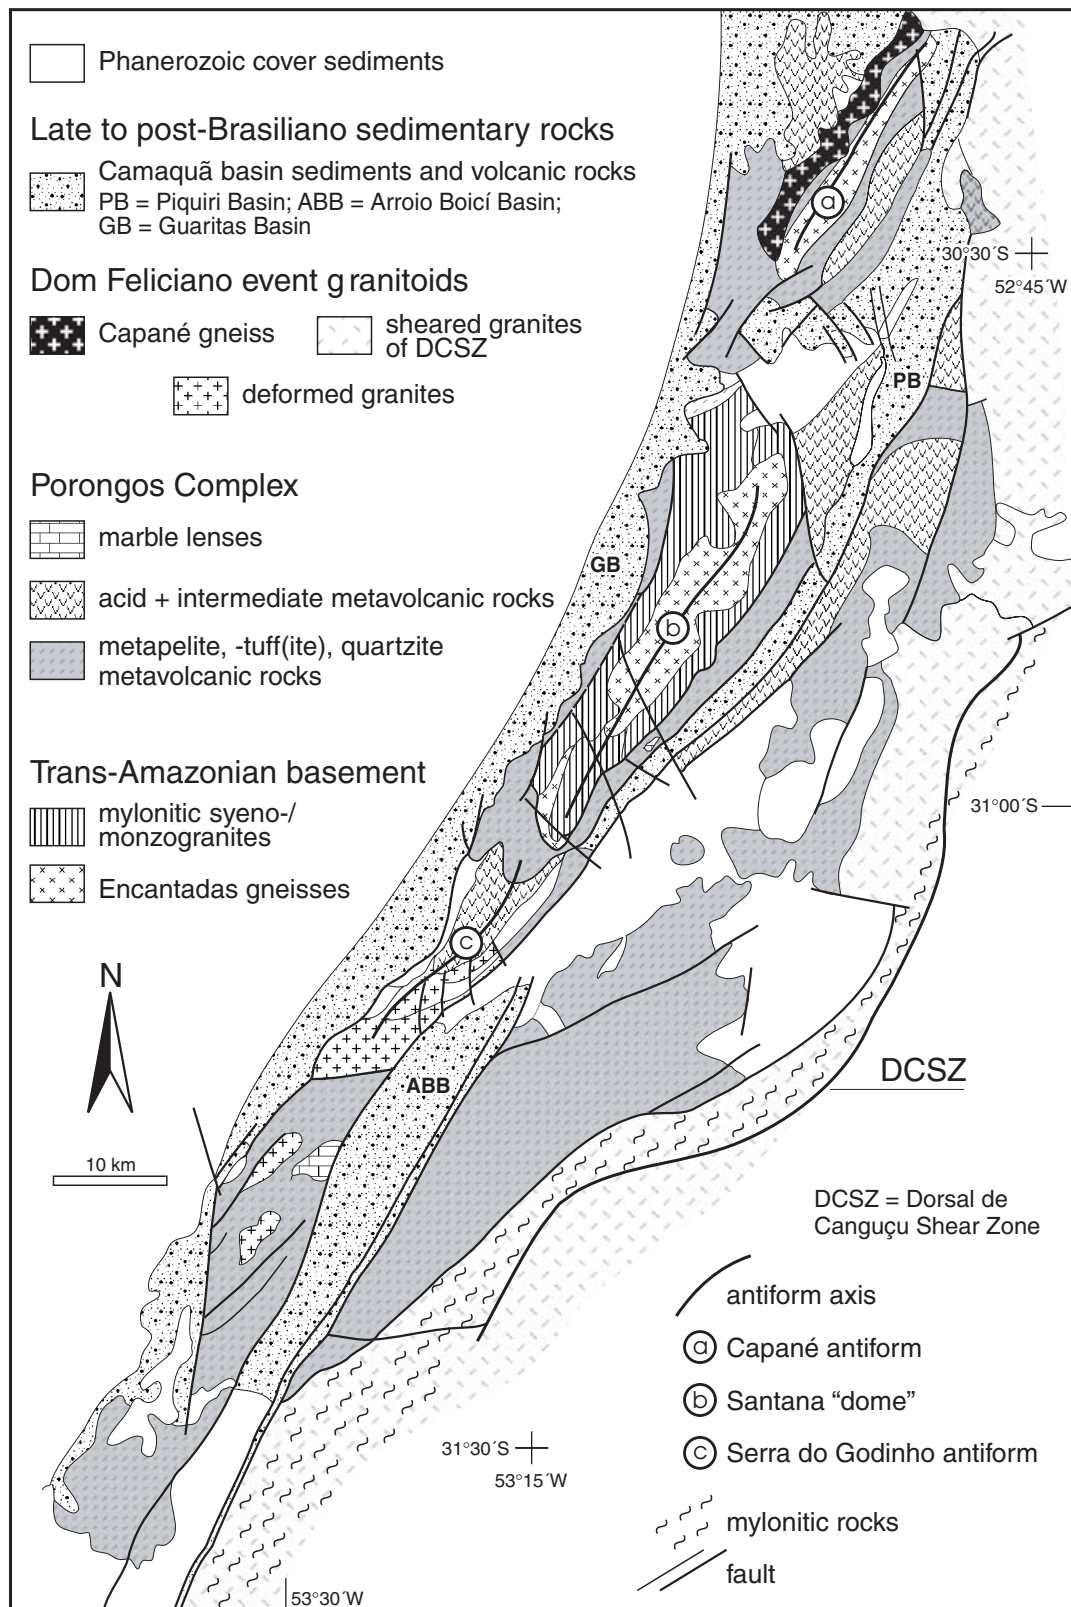 Phanerozoic cover sediments
Late to post-Brasiliano sedimentary rocks
Camaquã basin sediments and volcanic rocks
PB = Piquiri Basin; ABB = Arroio Boicí Basin;
GB = Guaritas Basin
Dom Feliciano event granitoids
Capané gneiss
sheared granites
of DCSZ
deformed granites
Porongos Complex
marble lenses
acid + intermediate metavolcanic rocks
metapelite, -tuff(ite), quartzite
metavolcanic rocks
Trans-Amazonian basement
mylonitic syeno-/
monzogranites
Encantadas gneisses
N
10 km
a
30°30´S
52°45´W
PB
GB
b
31°00´S
c
ABB
DCSZ
DCSZ = Dorsal de
Canguçu Shear Zone
antiform axis
a Capané antiform
b Santana “dome”
c Serra do Godinho antiform
31°30´S
53°15´W
mylonitic rocks
fault
53°30´W